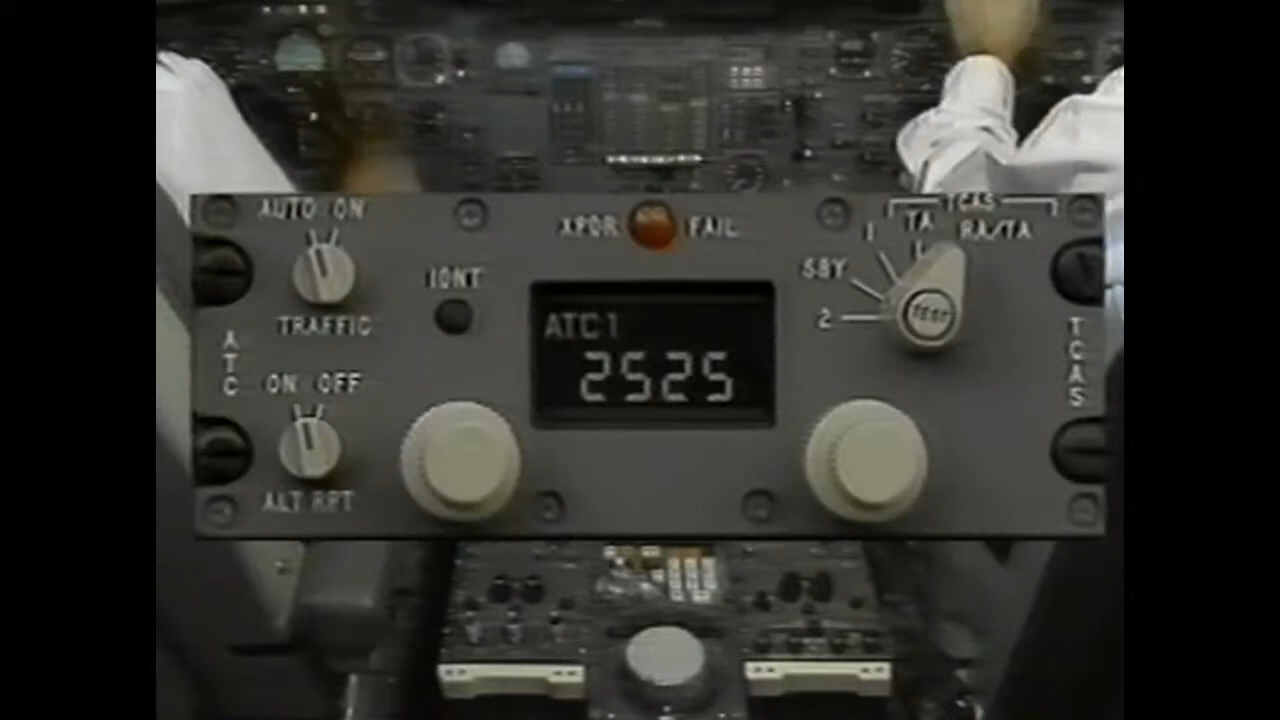 AUTO ON
TRAFFIC
ATC
ON OFF
ALT RPT
IDNT
XPDR FAIL
ATC 1
2525
TCAS
TA
RA/TA
1
SBY
2
TEST
TCAS